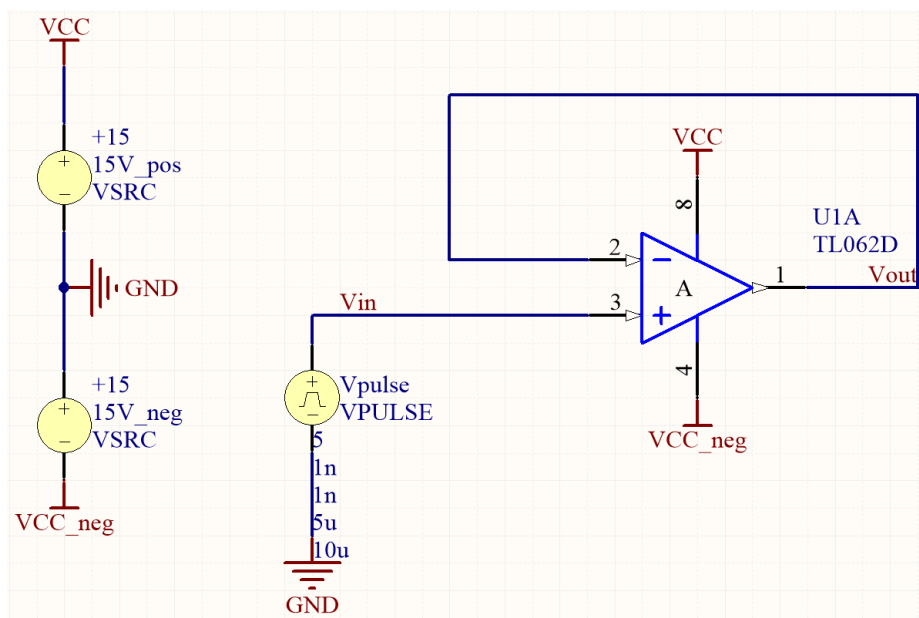 VCC
+15
15V_pos
VSRC
GND
+15
15V_neg
VSRC
VCC_neg
Vin
Vpulse
VPULSE
5
1n
1n
5u
10u
GND
VCC
8
2
3
A
+
1
4
VCC_neg
U1A
TL062D
Vout